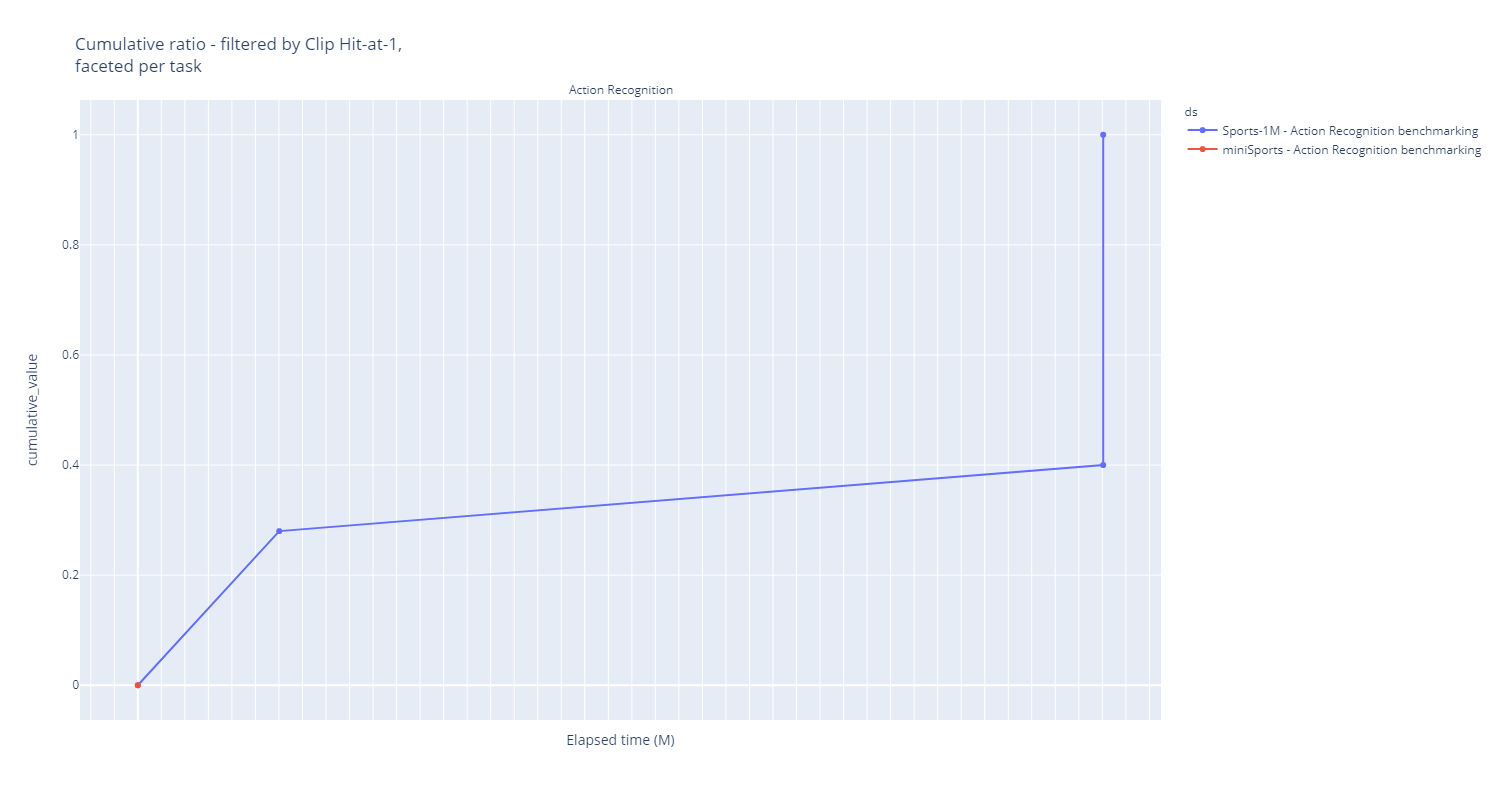 Cumulative ratio - filtered by Clip Hit-at-1,
faceted per task
Action Recognition
ds
Sports-1M - Action Recognition benchmarking
miniSports - Action Recognition benchmarking
1
0.8
0.6
0.4
0.2
0
cumulative_value
Elapsed time (M)